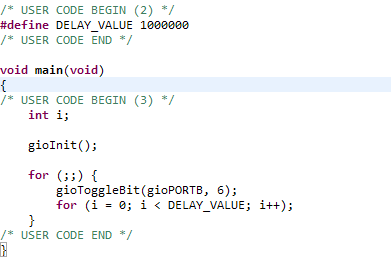 /* USER CODE BEGIN (2) */
#define DELAY_VALUE 1000000
/* USER CODE END */

void main(void)
{
/* USER CODE BEGIN (3) */
    int i;

    gioInit();

    for (;;) {
        gioToggleBit(gioPORTB, 6);
        for (i = 0; i < DELAY_VALUE; i++);
    }
/* USER CODE END */
}